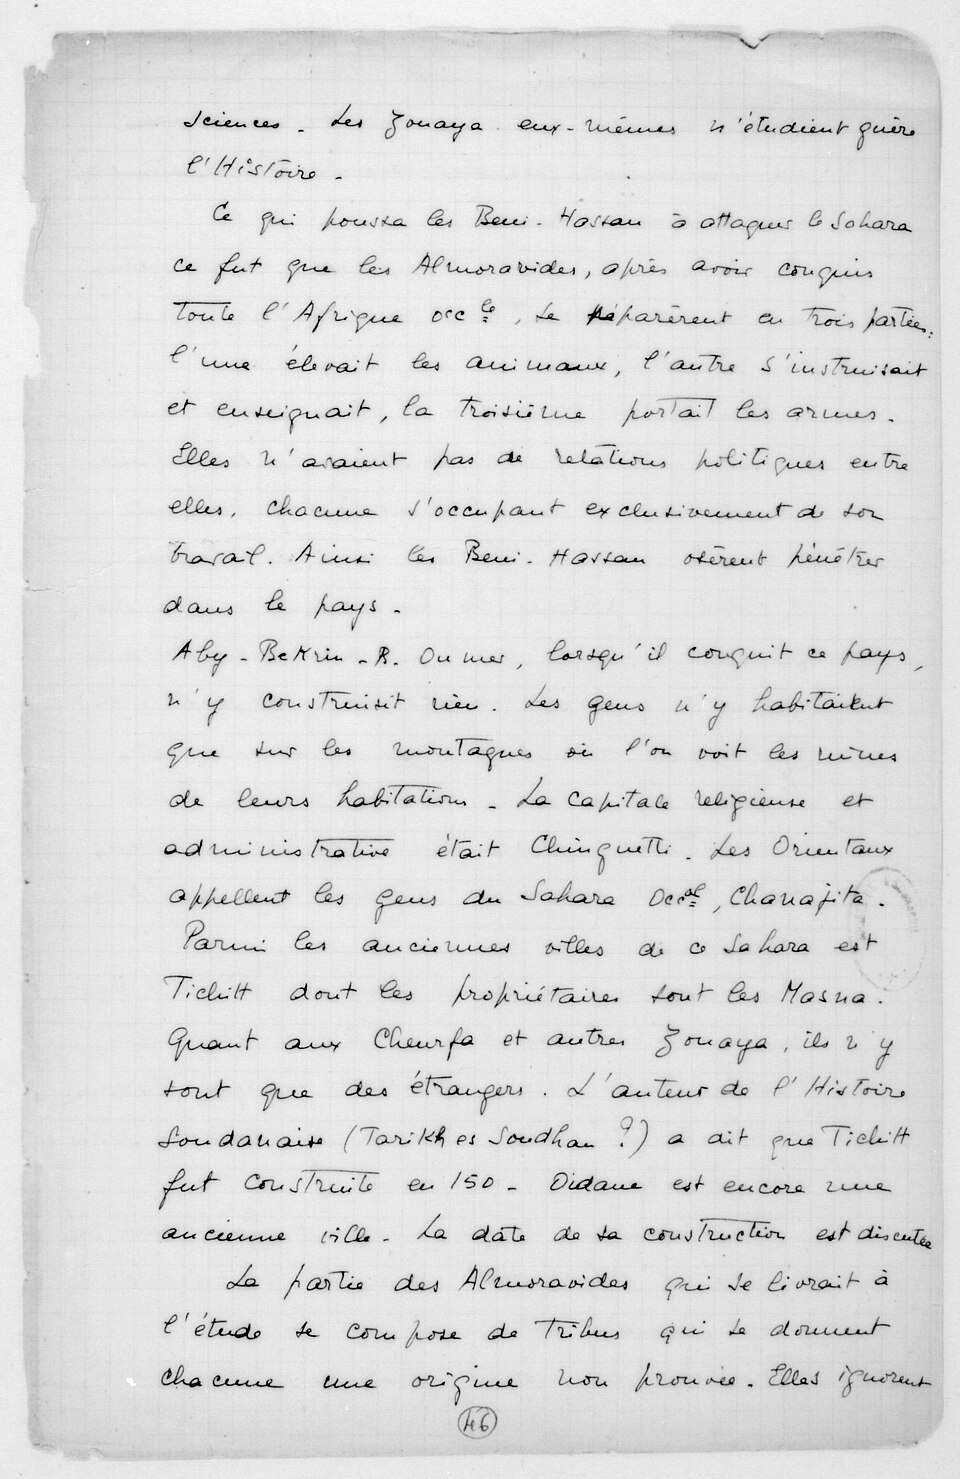 sciences. Les Zouaya eux-mêmes n'étudient guère
l'Histoire.
Ce qui poussa les Beni-Hassan à attaquer le Sahara
ce fut que les Almoravides, après avoir conquis
toute l'Afrique occle, se séparèrent en trois parties:
l'une élevait les animaux, l'autre s'instruisait
et enseignait, la troisième portait les armes.
Elles n'avaient pas de relations politiques entre
elles, chacune s'occupant exclusivement de son
travail. Ainsi les Beni-Hassan osèrent pénétrer
dans le pays.
Aby-Bekrin-B. Oumer, lorsqu'il conquit ce pays,
n'y construisit rien. Les gens n'y habitaient
que sur les montagnes où l'on voit les ruines
de leurs habitations. La capitale religieuse et
administrative était Chinguetti. Les Orientaux
appellent les gens du Sahara Occal, Chanajita.
Parmi les anciennes villes de ce Sahara est
Tichitt dont les propriétaires sont les Masna.
Quant aux Cheurfa et autres Zouaya, ils n'y
sont que des étrangers. L'auteur de l'Histoire
Soudanaise (Tarikh es Soudhan ?) a dit que Tichitt
fut construite en 150. Oidane est encore une
ancienne ville. La date de sa construction est discutée
La partie des Almoravides qui se livrait à
l'étude se compose de Tribus qui se donnent
chacune une origine non prouvée. Elles ignorent
46